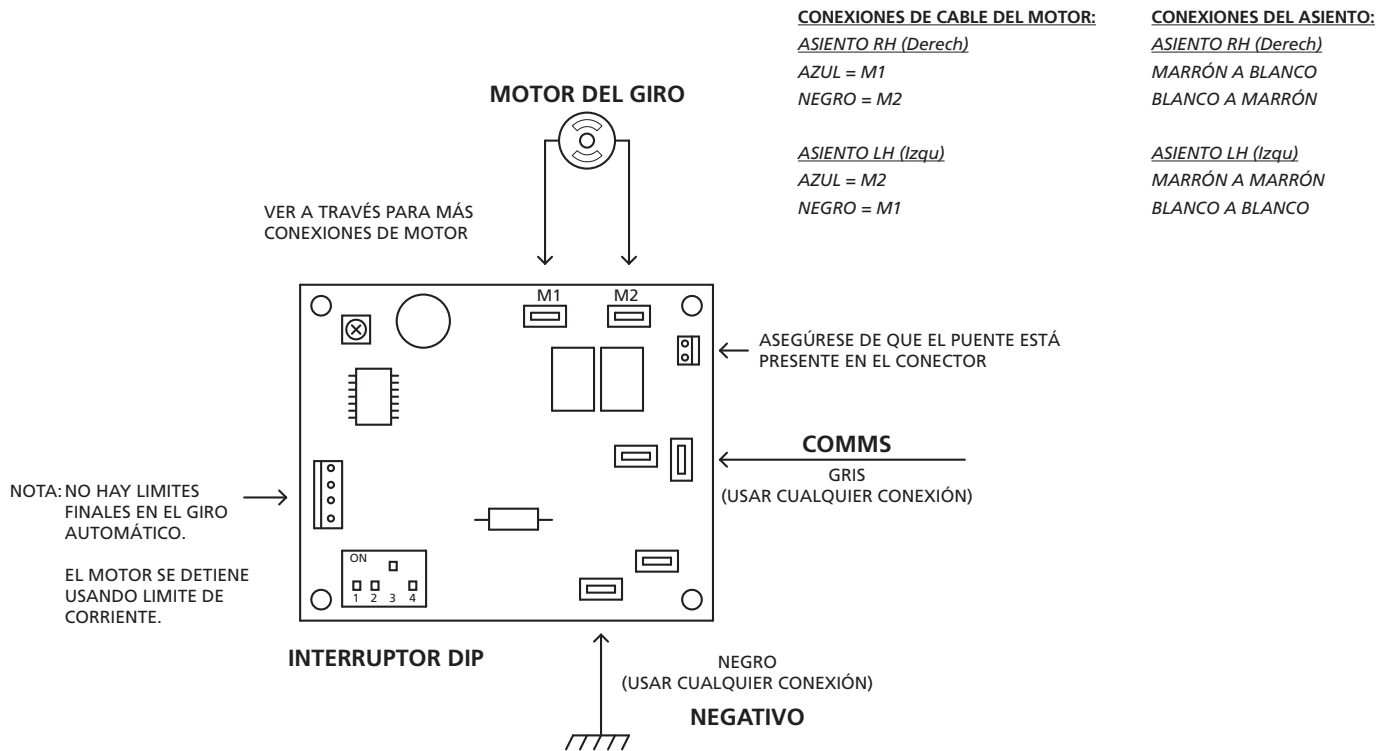 CONEXIONES DE CABLE DEL MOTOR:
ASIENTO RH (Derech)
AZUL = M1
NEGRO = M2
ASIENTO LH (Izqu)
AZUL = M2
NEGRO = M1
CONEXIONES DEL ASIENTO:
ASIENTO RH (Derech)
MARRÓN A BLANCO
BLANCO A MARRÓN
ASIENTO LH (Izqu)
MARRÓN A MARRÓN
BLANCO A BLANCO
MOTOR DEL GIRO
VER A TRAVÉS PARA MÁS
CONEXIONES DE MOTOR
M1
M2
ASEGÚRESE DE QUE EL PUENTE ESTÁ
PRESENTE EN EL CONECTOR
COMMS
GRIS
(USAR CUALQUIER CONEXIÓN)
NOTA: NO HAY LIMITES
FINALES EN EL GIRO
AUTOMÁTICO.
EL MOTOR SE DETIENE
USANDO LIMITE DE
CORRIENTE.
ON
1 2 3 4
INTERRUPTOR DIP
NEGRO
(USAR CUALQUIER CONEXIÓN)
NEGATIVO